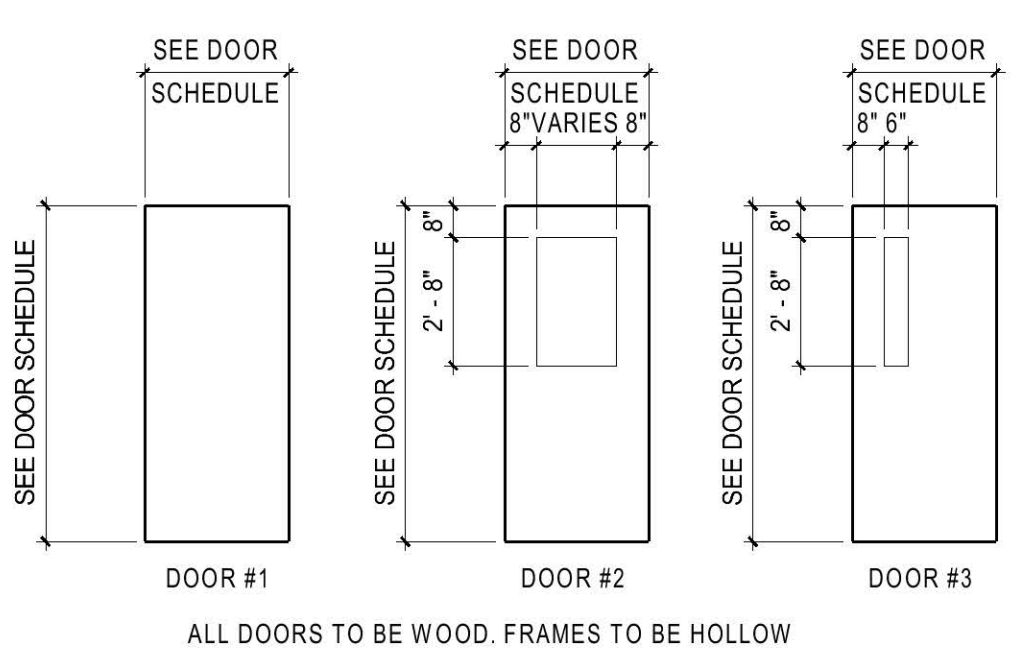 SEE DOOR
SCHEDULE
SEE DOOR SCHEDULE
DOOR #1
SEE DOOR
SCHEDULE
8" VARIES 8"
8"
2' - 8"
SEE DOOR SCHEDULE
DOOR #2
SEE DOOR
SCHEDULE
8" 6"
8"
2' - 8"
SEE DOOR SCHEDULE
DOOR #3
ALL DOORS TO BE WOOD. FRAMES TO BE HOLLOW